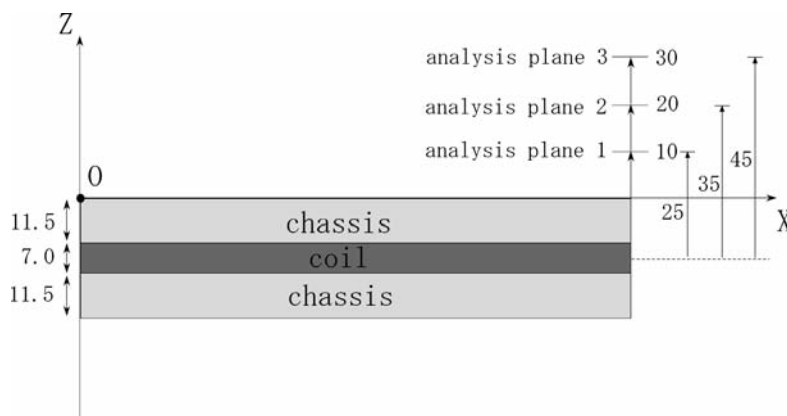 Z
analysis plane 3
30
analysis plane 2
20
analysis plane 1
10
45
35
25
O
X
11.5
chassis
7.0
coil
11.5
chassis